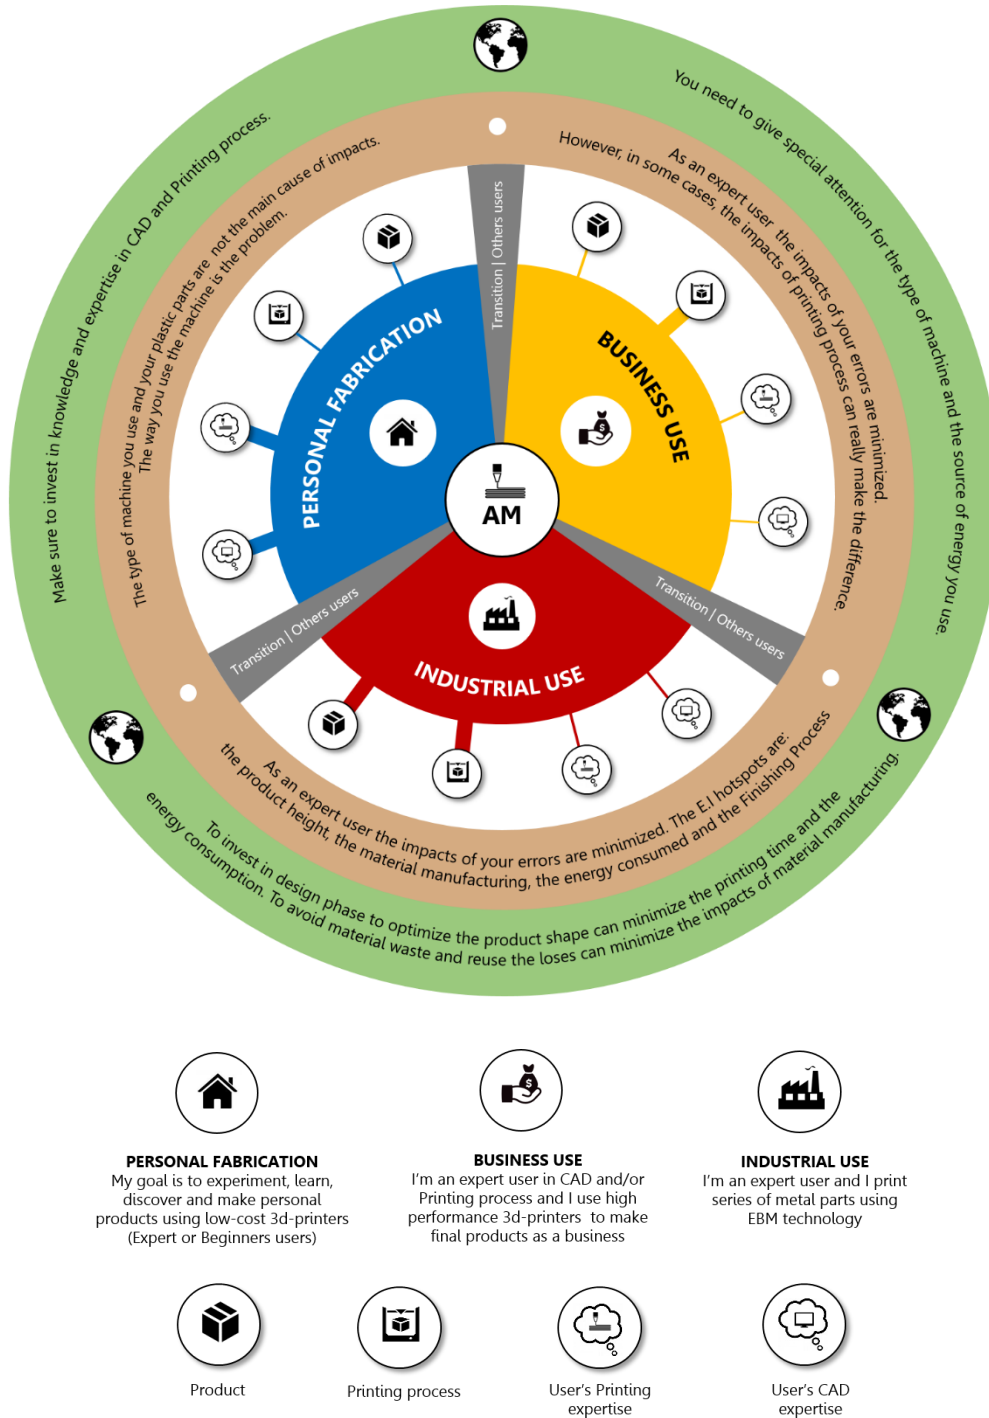 Make sure to invest in knowledge and expertise in CAD and Printing process.
The type of machine you use and your plastic parts are not the main cause of impacts.
The way you use the machine is the problem.
You need to give special attention for the type of machine and the source of energy you use.
As an expert user the impacts of your errors are minimized.
However, in some cases, the impacts of printing process can really make the difference.
Transition | Others users
PERSONAL FABRICATION
BUSINESS USE
AM
Transition | Others users
Transition | Others users
INDUSTRIAL USE
As an expert user the impacts of your errors are minimized. The E.I hotspots are:
the product height, the material manufacturing, the energy consumed and the Finishing Process
To invest in design phase to optimize the product shape can minimize the printing time and the
energy consumption. To avoid material waste and reuse the loses can minimize the impacts of material manufacturing.
PERSONAL FABRICATION
My goal is to experiment, learn,
discover and make personal
products using low-cost 3d-printers
(Expert or Beginners users)
BUSINESS USE
I'm an expert user in CAD and/or
Printing process and I use high
performance 3d-printers to make
final products as a business
INDUSTRIAL USE
I'm an expert user and I print
series of metal parts using
EBM technology
Product
Printing process
User's Printing
expertise
User's CAD
expertise